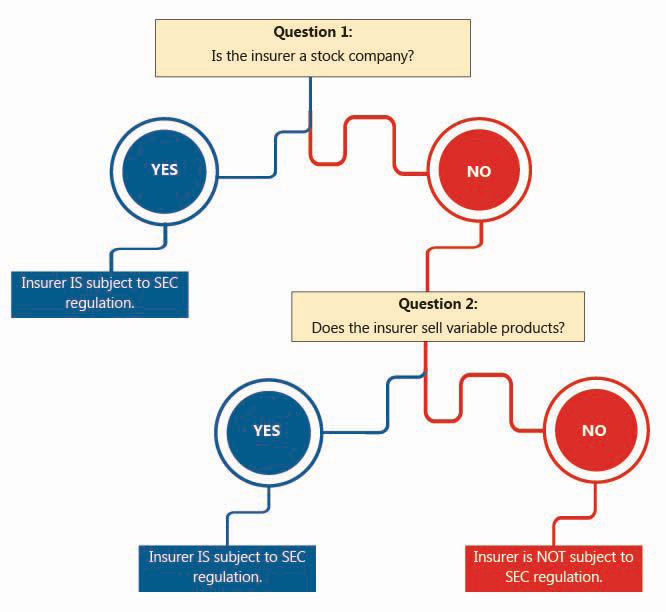 Question 1:
Is the insurer a stock company?
YES
NO
Insurer IS subject to SEC
regulation.
Question 2:
Does the insurer sell variable products?
YES
NO
Insurer IS subject to SEC
regulation.
Insurer is NOT subject to
SEC regulation.